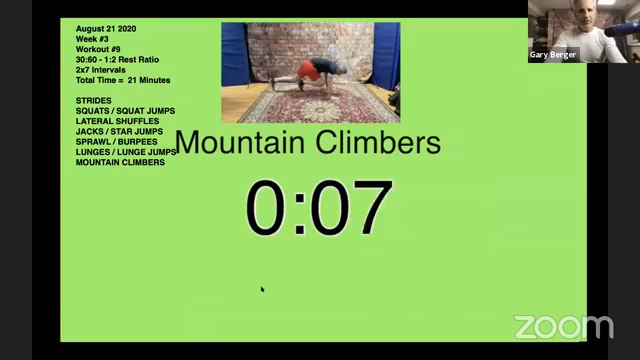 August 21 2020
Week #3
Workout #9
30:60 - 1:2 Rest Ratio
2x7 Intervals
Total Time = 21 Minutes
STRIDES
SQUATS / SQUAT JUMPS
LATERAL SHUFFLES
JACKS / STAR JUMPS
SPRAWL / BURPEES
LUNGES / LUNGE JUMPS
MOUNTAIN CLIMBERS
Mountain Climbers
0:07
Gary Berger
zoom